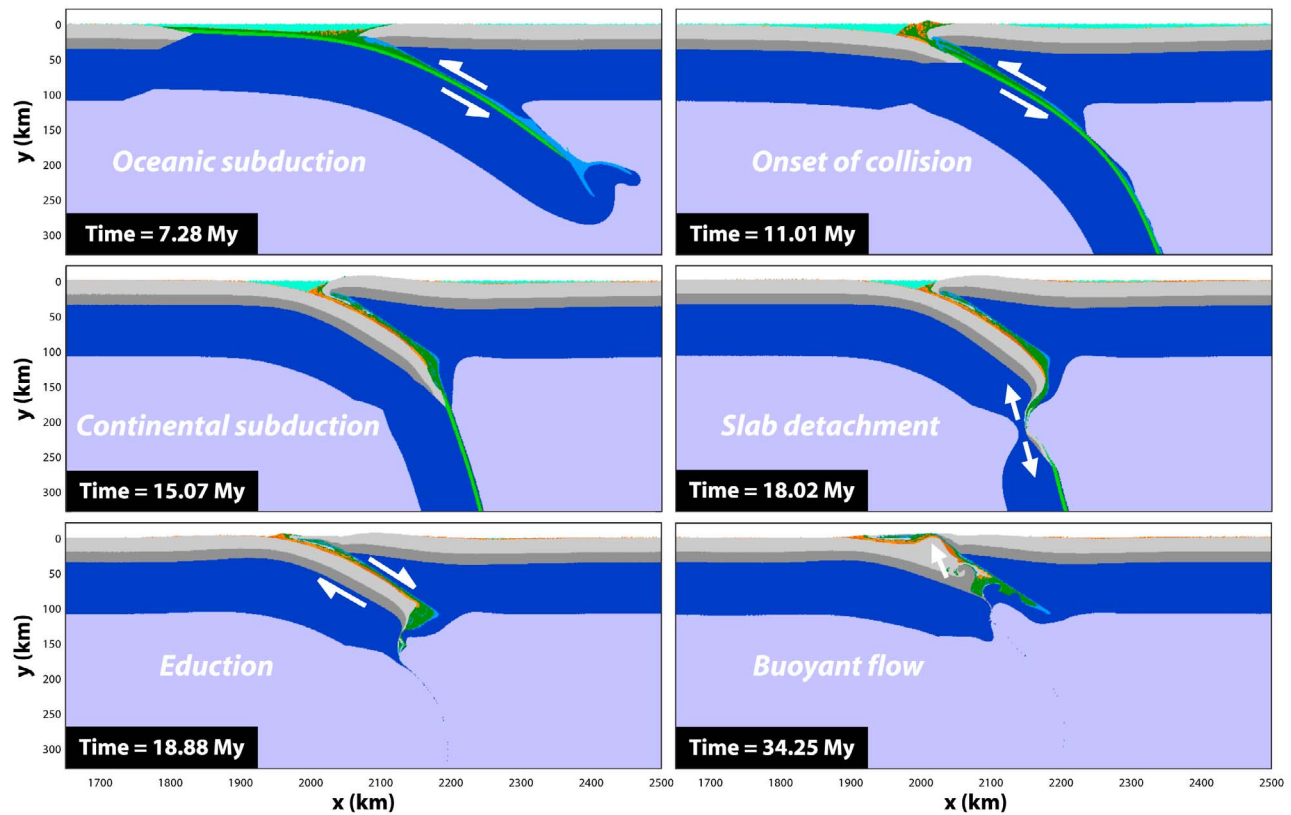 0
50
100
150
200
250
300
y (km)
Oceanic subduction
Time = 7.28 My
Onset of collision
Time = 11.01 My
0
50
100
150
200
250
300
y (km)
Continental subduction
Time = 15.07 My
Slab detachment
Time = 18.02 My
0
50
100
150
200
250
300
y (km)
Eduction
Time = 18.88 My
Buoyant flow
Time = 34.25 My
1700 1800 1900 2000 2100 2200 2300 2400 2500
x (km)
1700 1800 1900 2000 2100 2200 2300 2400 2500
x (km)